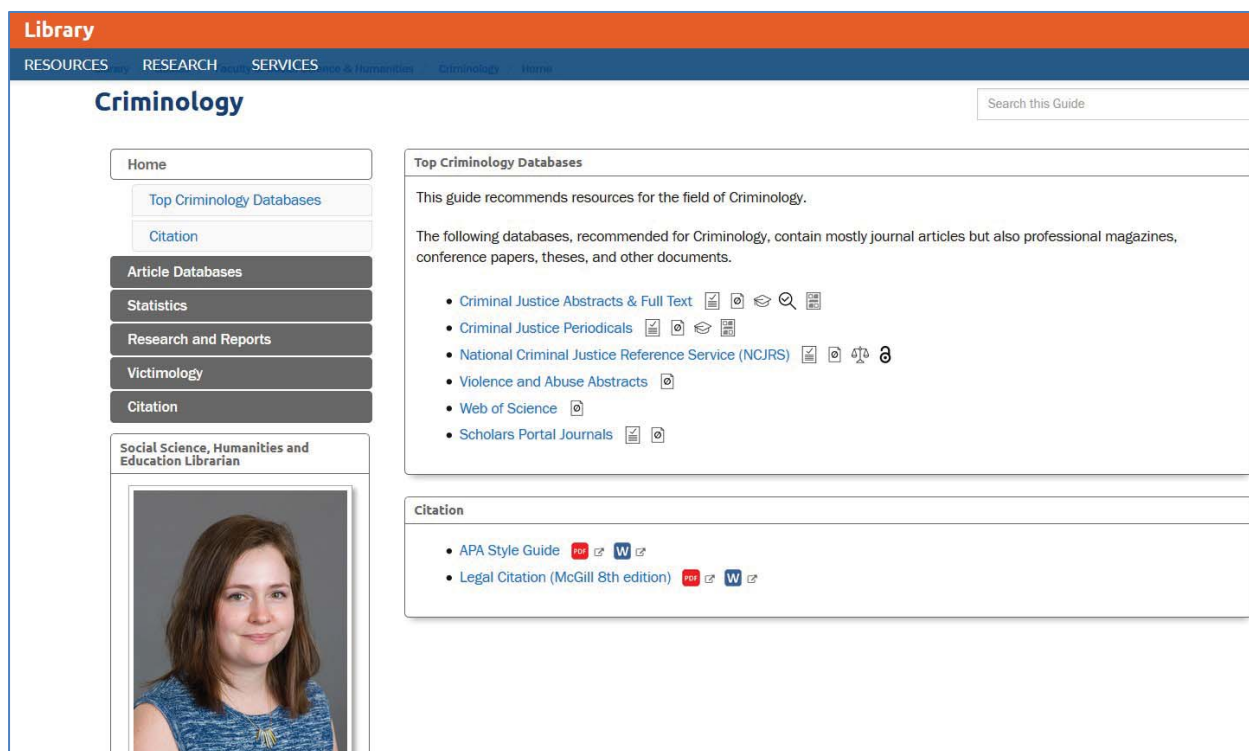 Library
RESOURCES RESEARCH SERVICES
Criminology Home
Criminology
Search this Guide
Home
Top Criminology Databases
Citation
Article Databases
Statistics
Research and Reports
Victimology
Citation
Social Science, Humanities and
Education Librarian
Top Criminology Databases
This guide recommends resources for the field of Criminology.
The following databases, recommended for Criminology, contain mostly journal articles but also professional magazines,
conference papers, theses, and other documents.
Criminal Justice Abstracts & Full Text
Criminal Justice Periodicals
National Criminal Justice Reference Service (NCJRS)
Violence and Abuse Abstracts
Web of Science
Scholars Portal Journals
Citation
APA Style Guide PDF W
Legal Citation (McGill 8th edition) PDF W